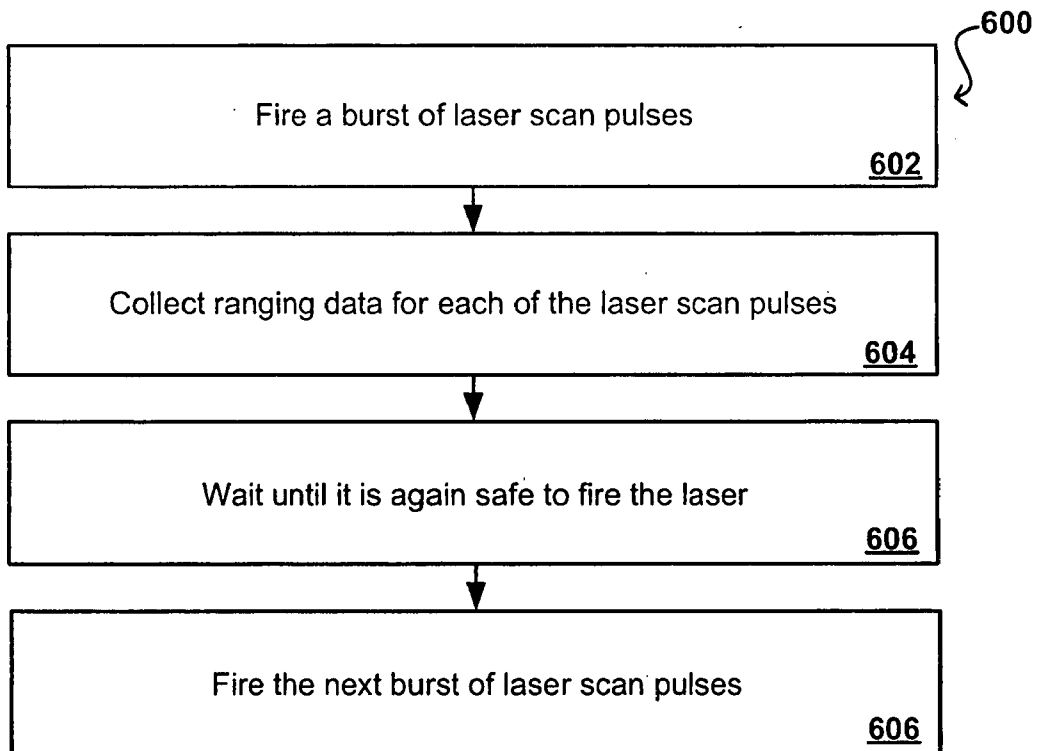 600
Fire a burst of laser scan pulses
602
Collect ranging data for each of the laser scan pulses
604
Wait until it is again safe to fire the laser
606
Fire the next burst of laser scan pulses
606